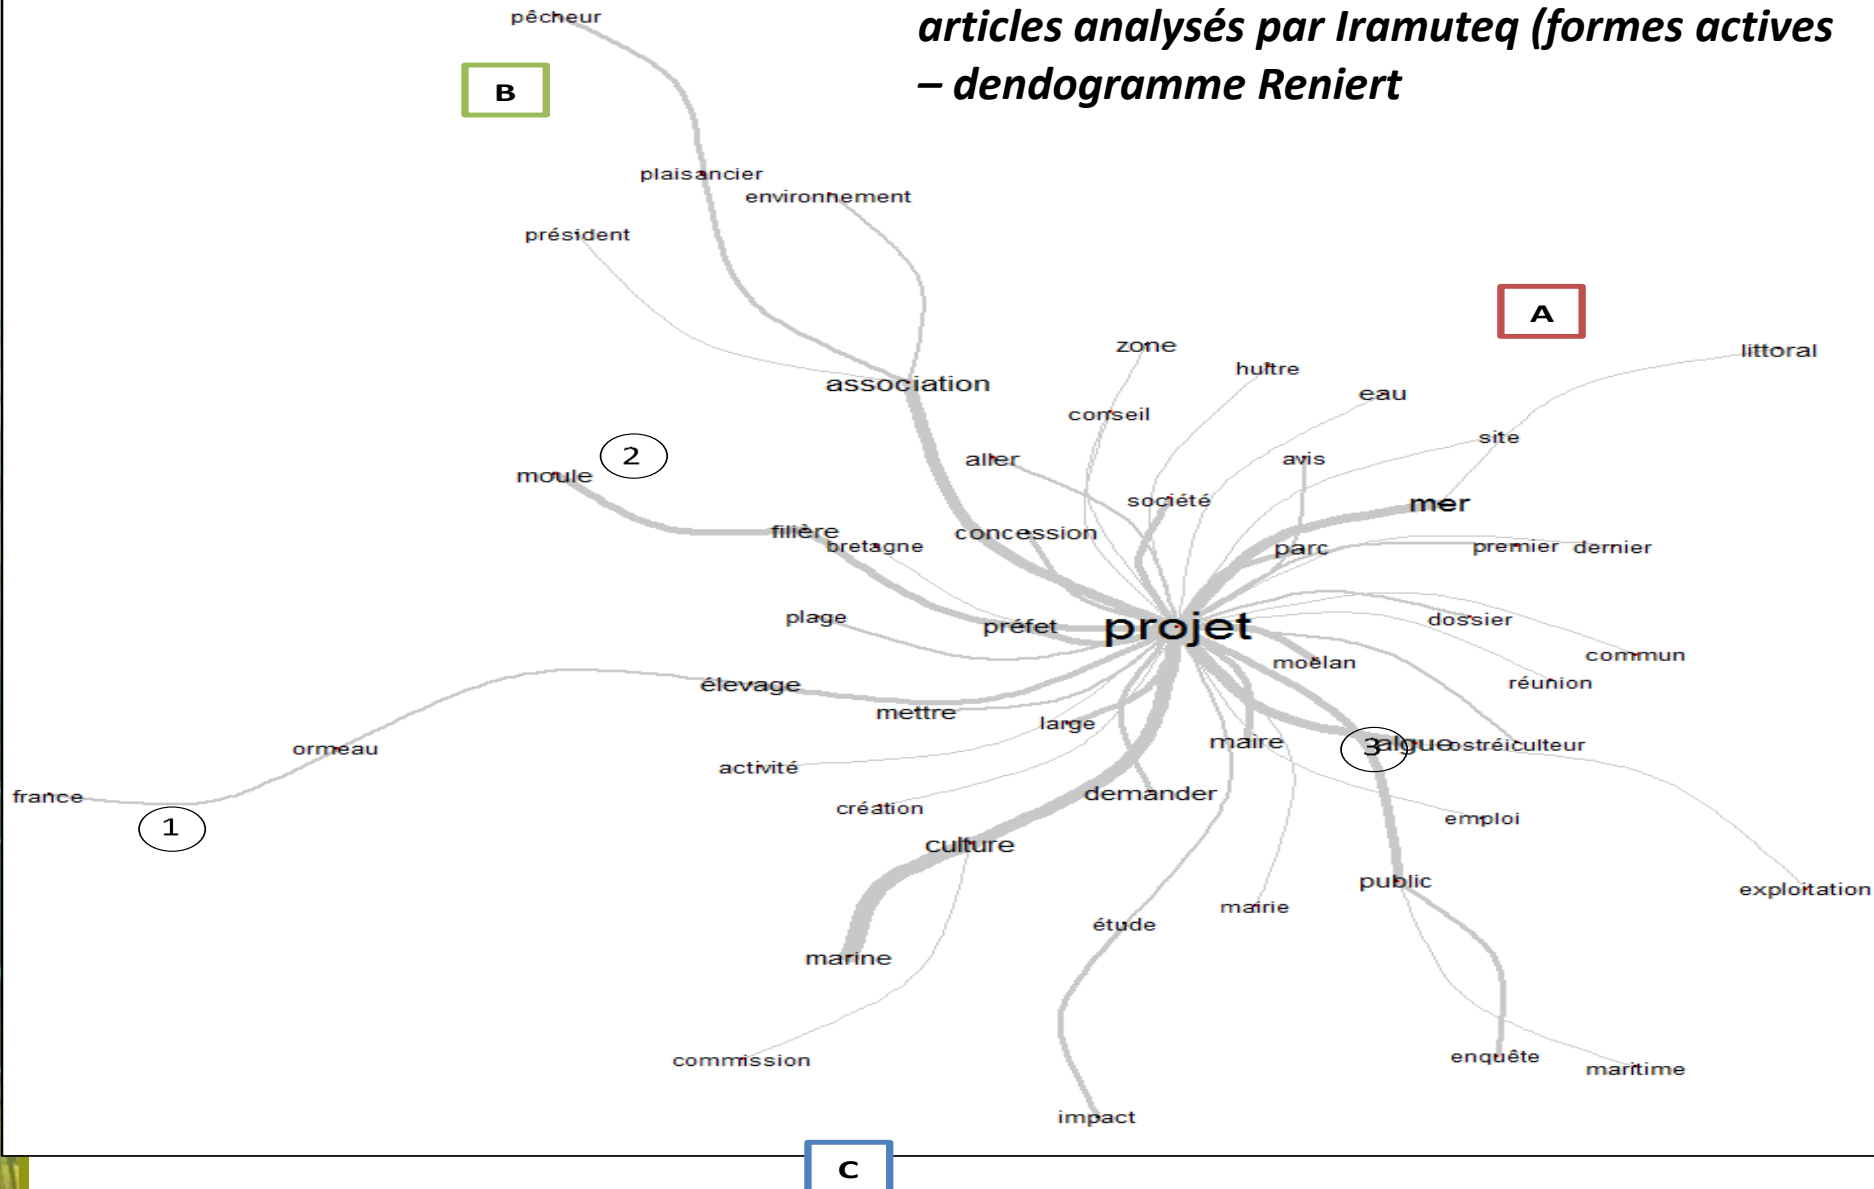 pêcheur
articles analysés par Iramuteq (formes actives
– dendogramme Reniert
B
plaisancier
environnement
président
A
zone
littoral
huître
association
eau
conseil
site
2
aller
avis
moule
société
mer
filière
concession
bretagne
parc
premier
dernier
plage
préfet
projet
dossier
moëlan
commun
élevage
réunion
mettre
large
ormeau
maire
3
algue
ostréiculteur
activité
france
création
demander
emploi
1
culture
public
exploitation
mairie
étude
marine
commission
enquête
maritime
impact
C